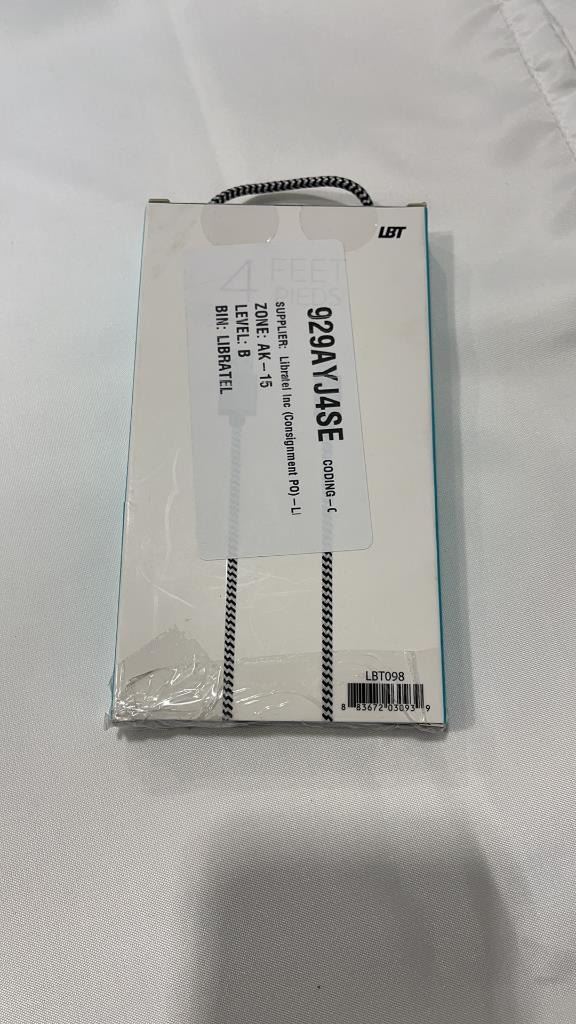 LBT
4 FEET
PIEDS
929AYJ4SE CODING-C
SUPPLIER: Libratel Inc (Consignment PO)-LI
ZONE: AK-15
LEVEL: B
BIN: LIBRATEL
LBT098
8 83672 03093 9